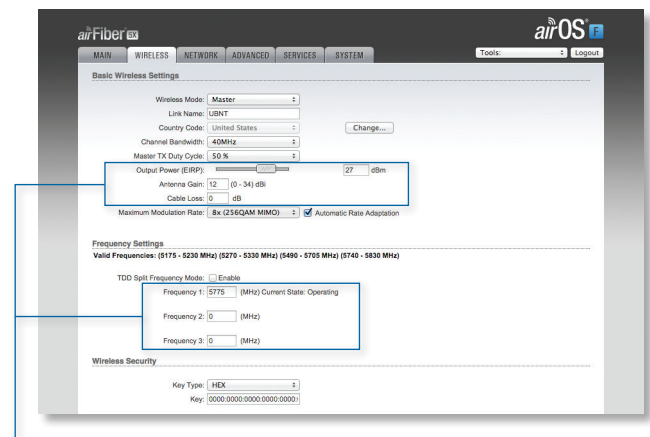 airFiber 5X
airOS F
MAIN WIRELESS NETWORK ADVANCED SERVICES SYSTEM Tools: Logout
Basic Wireless Settings
Wireless Mode: Master
Link Name: UBNT
Country Code: United States Change...
Channel Bandwidth: 40MHz
Master TX Duty Cycle: 50 %
Output Power (EIRP): 27 dBm
Antenna Gain: 12 (0 - 34) dBi
Cable Loss: 0 dB
Maximum Modulation Rate: 8x (256QAM MIMO) Automatic Rate Adaptation
Frequency Settings
Valid Frequencies: (5175 - 5230 MHz) (5270 - 5330 MHz) (5490 - 5705 MHz) (5740 - 5830 MHz)
TDD Split Frequency Mode: Enable
Frequency 1: 5775 (MHz) Current State: Operating
Frequency 2: 0 (MHz)
Frequency 3: 0 (MHz)
Wireless Security
Key Type: HEX
Key: 0000:0000:0000:0000:0000: